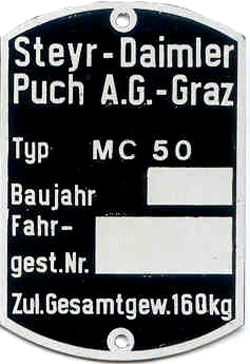 Steyr-Daimler
Puch A.G.-Graz
Typ MC 50
Baujahr
Fahr-
gest.Nr.
Zul.Gesamtgew.160kg